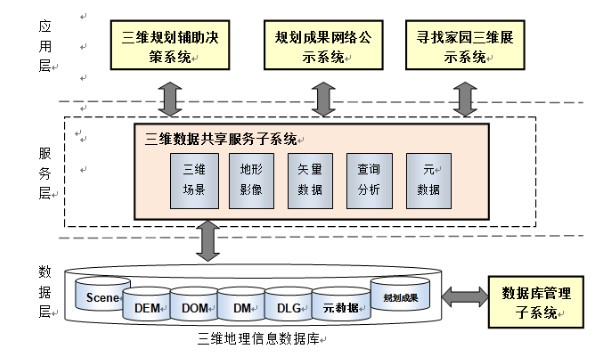 应用层
三维规划辅助决
策系统
规划成果网络公
示系统
寻找家园三维展
示系统
服务层
三维数据共享服务子系统
三维
场景
地形
影像
矢量
数据
查询
分析
元
数据
数据层
Scene
DEM
DOM
DM
DLG
元数据
规划成果
数据库管理
子系统
三维地理信息数据库